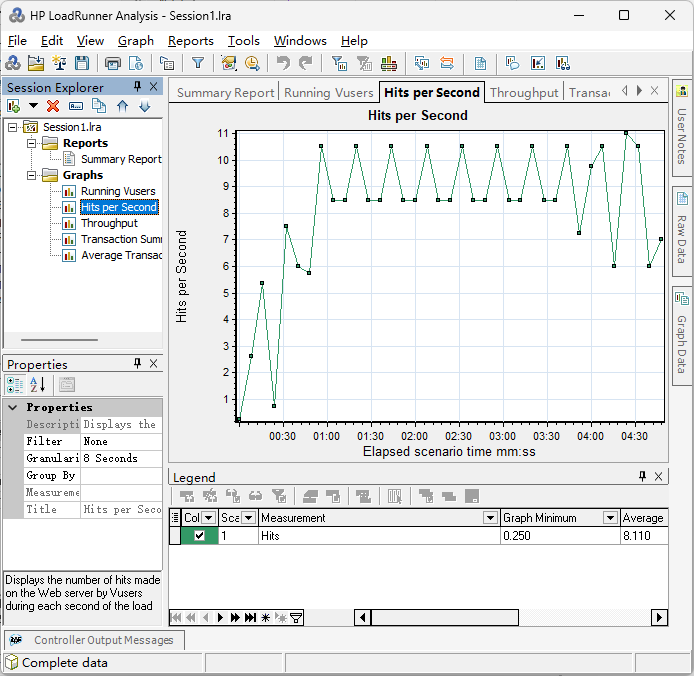 HP LoadRunner Analysis - Session1.lra
File Edit View Graph Reports Tools Windows Help
Session Explorer
Session1.lra
Reports
Summary Report
Graphs
Running Vusers
Hits per Second
Throughput
Transaction Sum
Average Transac
Properties
Properties
Descripti Displays the
Filter None
Granulari 8 Seconds
Group By
Measureme
Title Hits per Seco
Displays the number of hits made
on the Web server by Vusers
during each second of the load
Summary Report Running Vusers Hits per Second Throughput Transac
Hits per Second
Hits per Second
11
10
9
8
7
6
5
4
3
2
1
00:30 01:00 01:30 02:00 02:30 03:00 03:30 04:00 04:30
Elapsed scenario time mm:ss
User Notes
Raw Data
Graph Data
Legend
Col Sca Measurement Graph Minimum Average
1 Hits 0.250 8.110
Controller Output Messages
Complete data